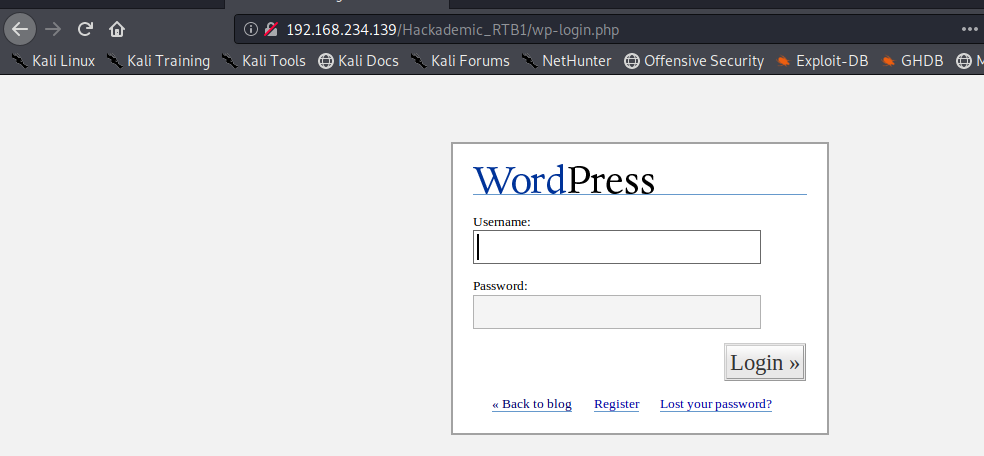 192.168.234.139/Hackademic_RTB1/wp-login.php
Kali Linux Kali Training Kali Tools Kali Docs Kali Forums NetHunter Offensive Security Exploit-DB GHDB M
WordPress
Username:
Password:
Login »
« Back to blog Register Lost your password?